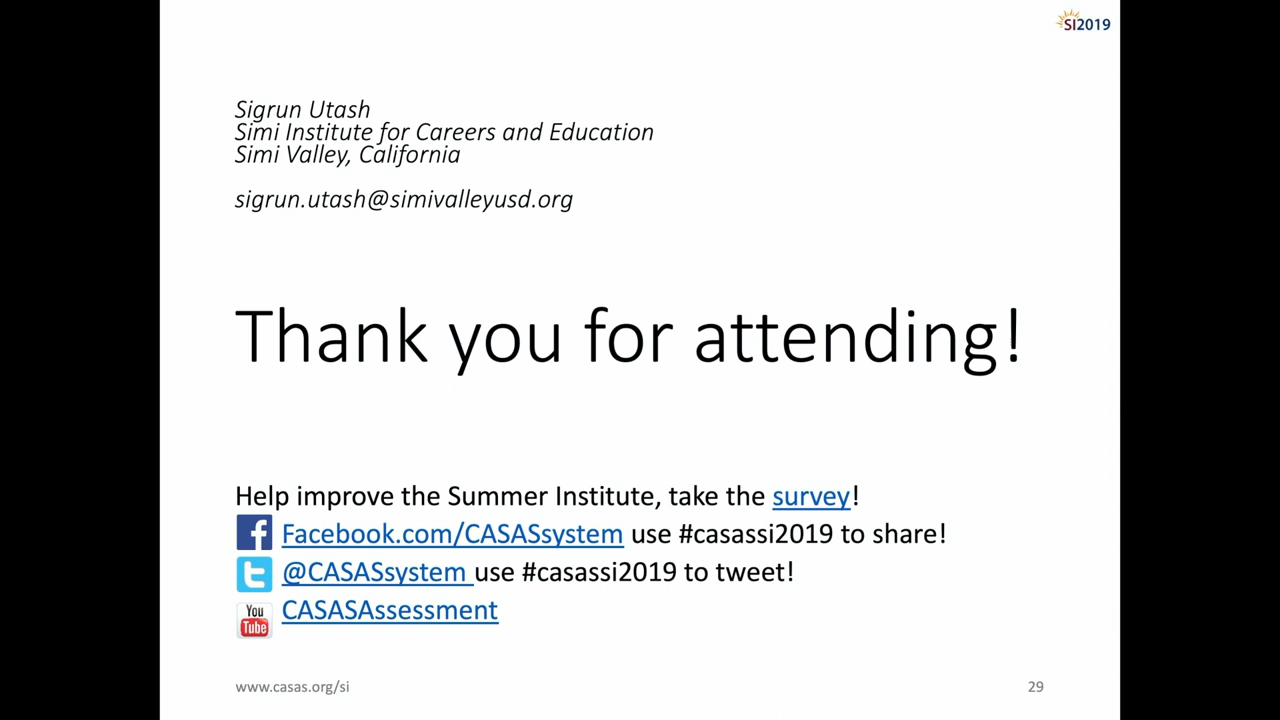 SI2019
Sigrun Utash
Simi Institute for Careers and Education
Simi Valley, California
sigrun.utash@simivalleyusd.org
Thank you for attending!
Help improve the Summer Institute, take the survey!
f Facebook.com/CASASsystem use #casassi2019 to share!
t @CASASsystem use #casassi2019 to tweet!
You
Tube
CASASAssessment
www.casas.org/si
29